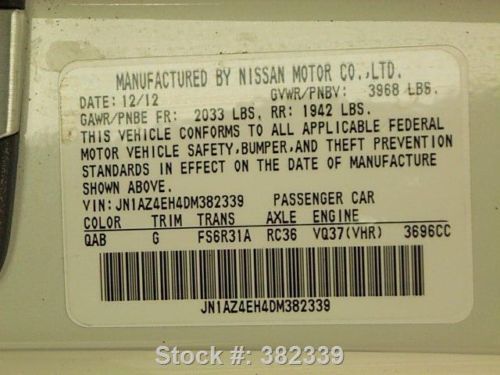 MANUFACTURED BY NISSAN MOTOR CO.,LTD.
DATE: 12/12 GVWR/PNBV: 3968 LBS.
GAWR/PNBE FR: 2033 LBS, RR: 1942 LBS.
THIS VEHICLE CONFORMS TO ALL APPLICABLE FEDERAL
MOTOR VEHICLE SAFETY,BUMPER,AND THEFT PREVENTION
STANDARDS IN EFFECT ON THE DATE OF MANUFACTURE
SHOWN ABOVE.
VIN: JN1AZ4EH4DM382339 PASSENGER CAR
COLOR TRIM TRANS AXLE ENGINE
QAB G FS6R31A RC36 VQ37(VHR) 3696CC
JN1AZ4EH4DM382339
Stock #: 382339